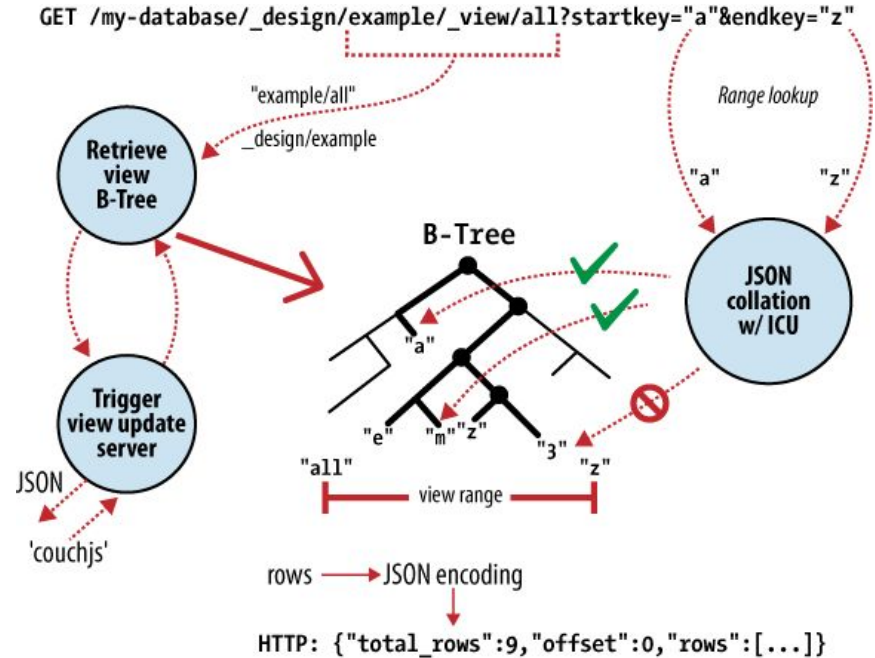 GET /my-database/_design/example/_view/all?startkey="a"&endkey="z"
"example/all"
_design/example
Range lookup
"a"
"z"
Retrieve
view
B-Tree
B-Tree
JSON
collation
w/ ICU
"a"
Trigger
view update
server
"e"
"m"
"z"
"3"
"all"
"z"
view range
JSON
'couchjs'
rows
JSON encoding
HTTP: {"total_rows":9,"offset":0,"rows":[...]}